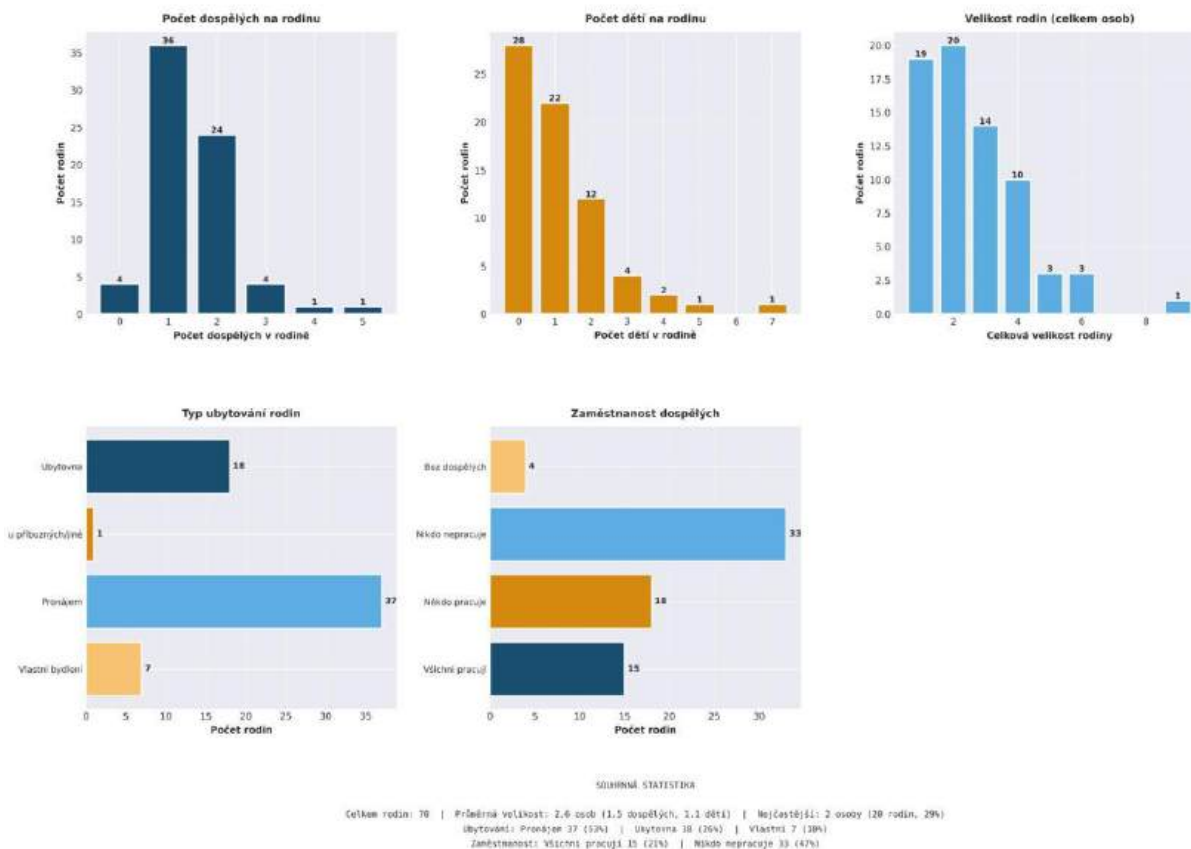 Počet dospělých na rodinu
36
24
4
4
1
1
35
30
25
20
15
10
5
0
Počet rodin
0 1 2 3 4 5
Počet dospělých v rodině
Počet dětí na rodinu
28
22
12
4
2
1
1
25
20
15
10
5
0
Počet rodin
0 1 2 3 4 5 6 7
Počet dětí v rodině
Velikost rodin (celkem osob)
19
20
14
10
3
3
1
20.0
17.5
15.0
12.5
10.0
7.5
5.0
2.5
0.0
Počet rodin
2 4 6 8
Celková velikost rodiny
Typ ubytování rodin
Ubytovna
18
u příbuzných/jiné
1
Pronájem
37
Vlastní bydlení
7
0 5 10 15 20 25 30 35
Počet rodin
Zaměstnanost dospělých
Bez dospělých
4
Nikdo nepracuje
33
Někdo pracuje
18
Všichni pracují
15
0 5 10 15 20 25 30
Počet rodin
SOUHRNNÁ STATISTIKA
Celkem rodin: 70 | Průměrná velikost: 2.6 osob (1.5 dospělých, 1.1 dětí) | Nejčastější: 2 osoby (20 rodin, 29%)
Ubytování: Pronájem 37 (53%) | Ubytovna 18 (26%) | Vlastní 7 (10%)
Zaměstnanost: Všichni pracují 15 (21%) | Nikdo nepracuje 33 (47%)